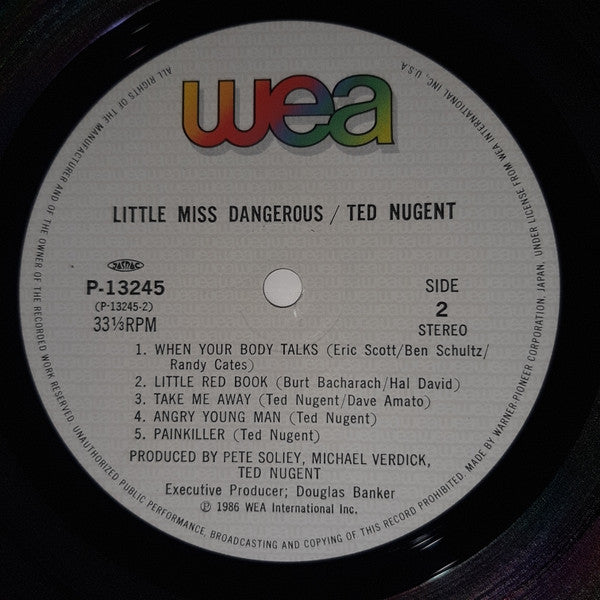 wea
LITTLE MISS DANGEROUS / TED NUGENT
P-13245
(P-13245-2)
33⅓RPM
SIDE
2
STEREO
1. WHEN YOUR BODY TALKS (Eric Scott/Ben Schultz/
Randy Cates)
2. LITTLE RED BOOK (Burt Bacharach/Hal David)
3. TAKE ME AWAY (Ted Nugent/Dave Amato)
4. ANGRY YOUNG MAN (Ted Nugent)
5. PAINKILLER (Ted Nugent)
PRODUCED BY PETE SOLIEY, MICHAEL VERDICK,
TED NUGENT
Executive Producer; Douglas Banker
Ⓟ 1986 WEA International Inc.
ALL RIGHTS OF THE MANUFACTURER AND OF THE OWNER OF THE RECORDED WORK RESERVED. UNAUTHORIZED PUBLIC PERFORMANCE, BROADCASTING AND COPYING OF THIS RECORD PROHIBITED. MADE BY WARNER-PIONEER CORPORATION, JAPAN, UNDER LICENSE FROM WEA INTERNATIONAL INC., U.S.A